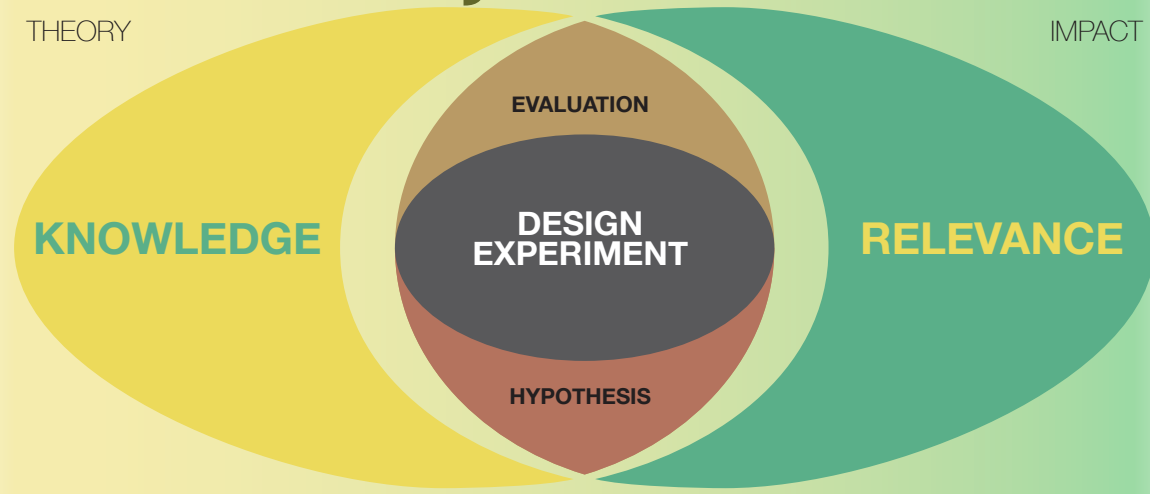 THEORY
IMPACT
EVALUATION
KNOWLEDGE
DESIGN
EXPERIMENT
RELEVANCE
HYPOTHESIS